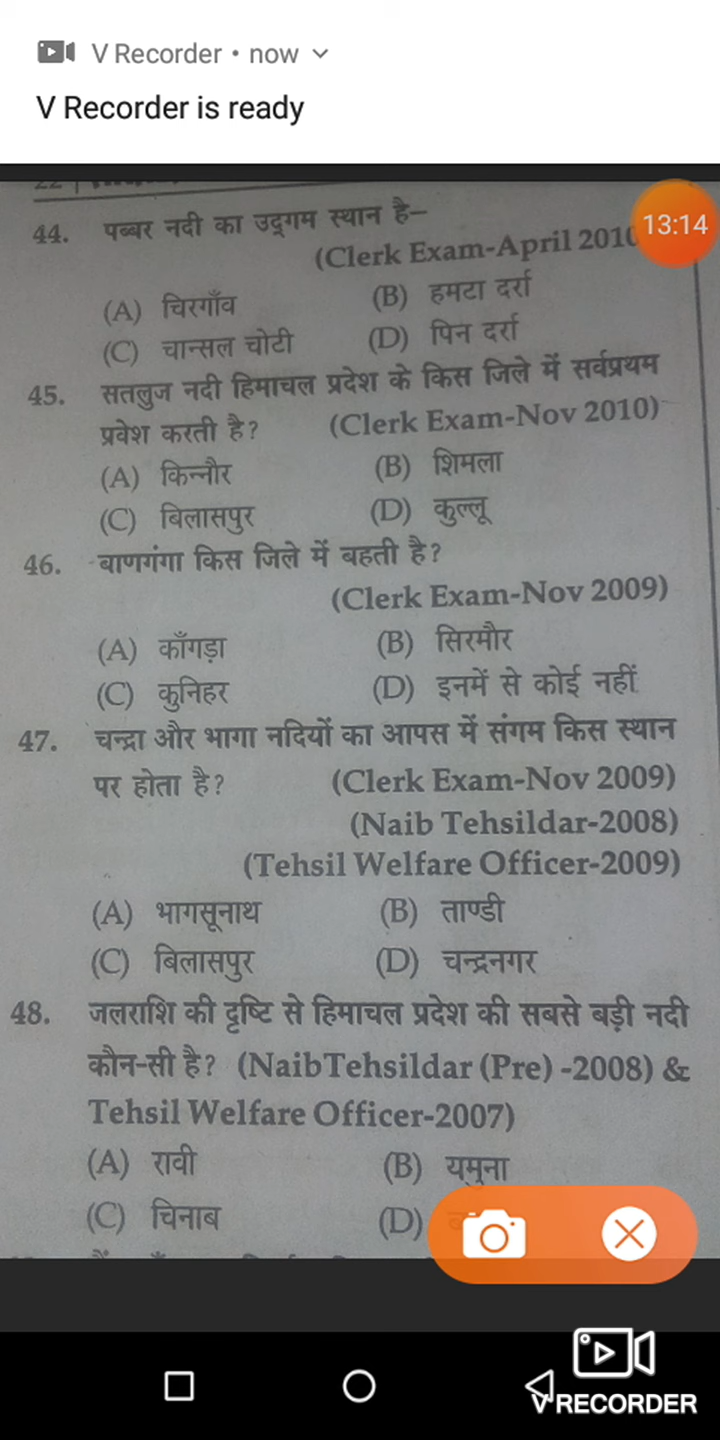 V Recorder • now
V Recorder is ready
44. पब्बर नदी का उद्गम स्थान है–
(Clerk Exam-April 201
13:14
(A) चिरगाँव (B) हमटा दर्रा
(C) चान्सल चोटी (D) पिन दर्रा
45. सतलुज नदी हिमाचल प्रदेश के किस जिले में सर्वप्रथम
प्रवेश करती है? (Clerk Exam-Nov 2010)
(A) किन्नौर (B) शिमला
(C) बिलासपुर (D) कुल्लू
46. बाणगंगा किस जिले में बहती है?
(Clerk Exam-Nov 2009)
(A) काँगड़ा (B) सिरमौर
(C) कुनिहर (D) इनमें से कोई नहीं
47. चन्द्रा और भागा नदियों का आपस में संगम किस स्थान
पर होता है? (Clerk Exam-Nov 2009)
(Naib Tehsildar-2008)
(Tehsil Welfare Officer-2009)
(A) भागसूनाथ (B) ताण्डी
(C) बिलासपुर (D) चन्द्रनगर
48. जलराशि की दृष्टि से हिमाचल प्रदेश की सबसे बड़ी नदी
कौन-सी है? (NaibTehsildar (Pre) -2008) &
Tehsil Welfare Officer-2007)
(A) रावी (B) यमुना
(C) चिनाब (D)
V RECORDER